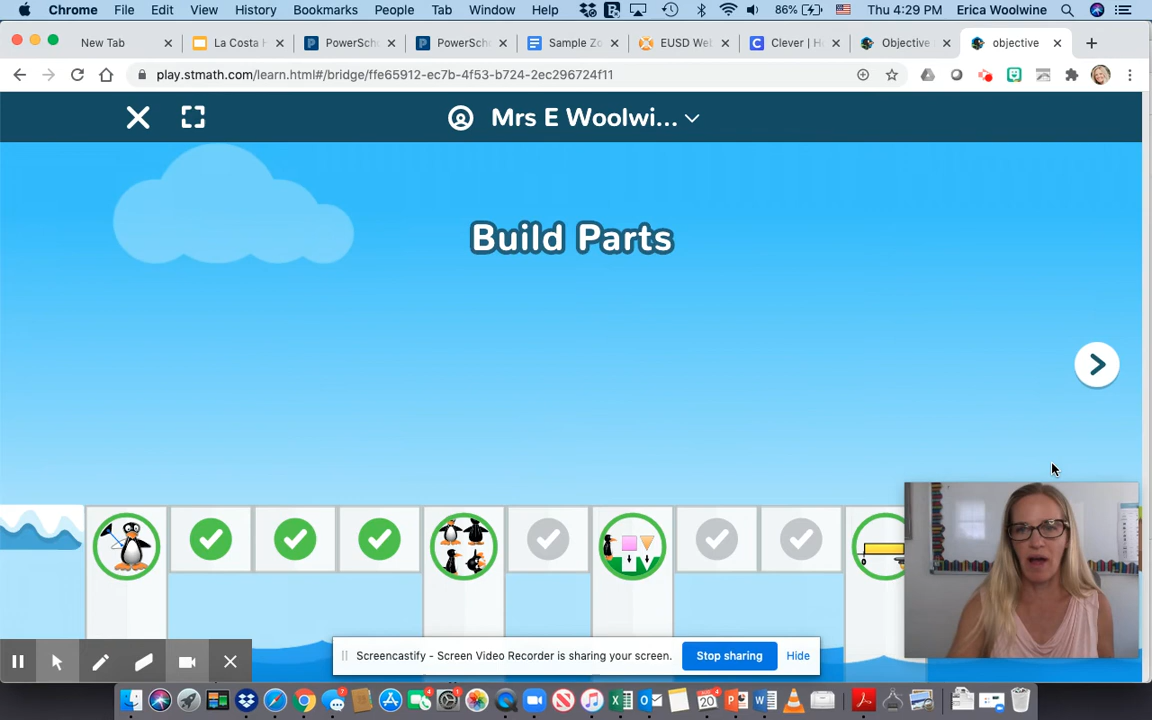 Chrome File Edit View History Bookmarks People Tab Window Help 86% Thu 4:29 PM Erica Woolwine
New Tab La Costa H PowerSch PowerSch Sample Zo EUSD Wel Clever | H Objective objective
play.stmath.com/learn.html#/bridge/ffe65912-ec7b-4f53-b724-2ec296724f11
Mrs E Woolwi...
Build Parts
Screencastify - Screen Video Recorder is sharing your screen. Stop sharing Hide